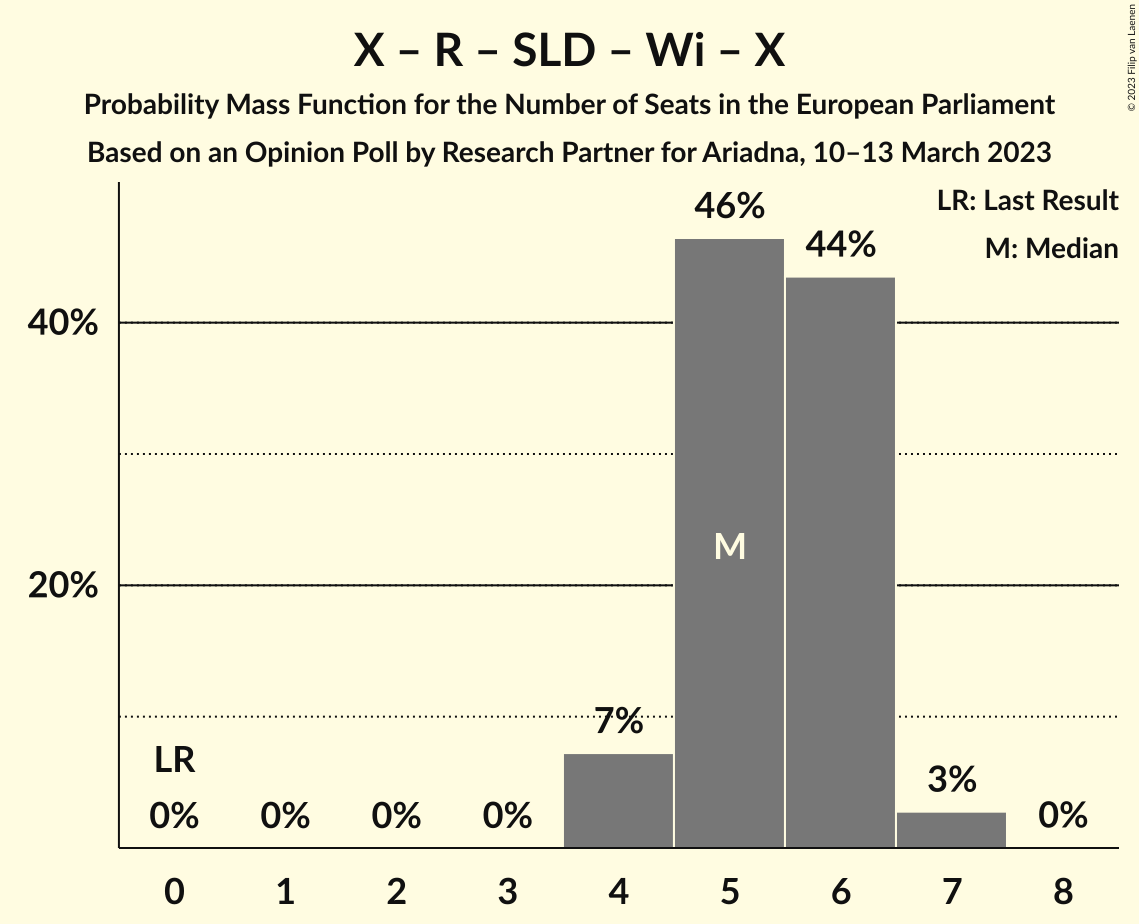 X – R – SLD – Wi – X
Probability Mass Function for the Number of Seats in the European Parliament
Based on an Opinion Poll by Research Partner for Ariadna, 10–13 March 2023
© 2023 Filip van Laenen
LR: Last Result
M: Median
40%
20%
46%
44%
M
7%
3%
LR
0%
0%
0%
0%
0%
0 1 2 3 4 5 6 7 8